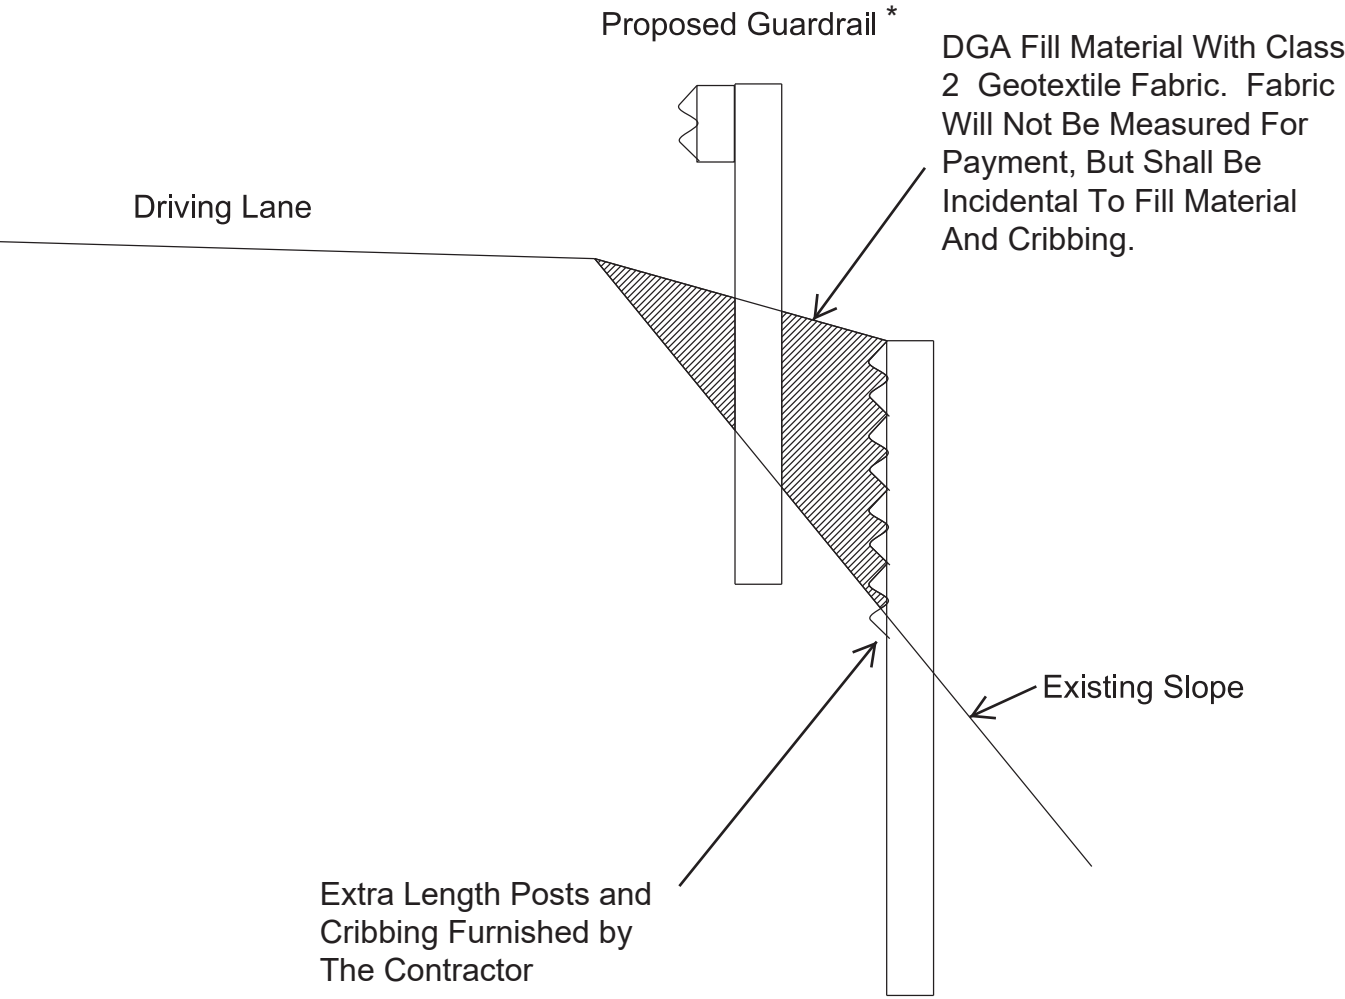 Proposed Guardrail *
DGA Fill Material With Class
2  Geotextile Fabric.  Fabric
Will Not Be Measured For
Payment, But Shall Be
Incidental To Fill Material
And Cribbing.
Driving Lane
Existing Slope
Extra Length Posts and
Cribbing Furnished by
The Contractor